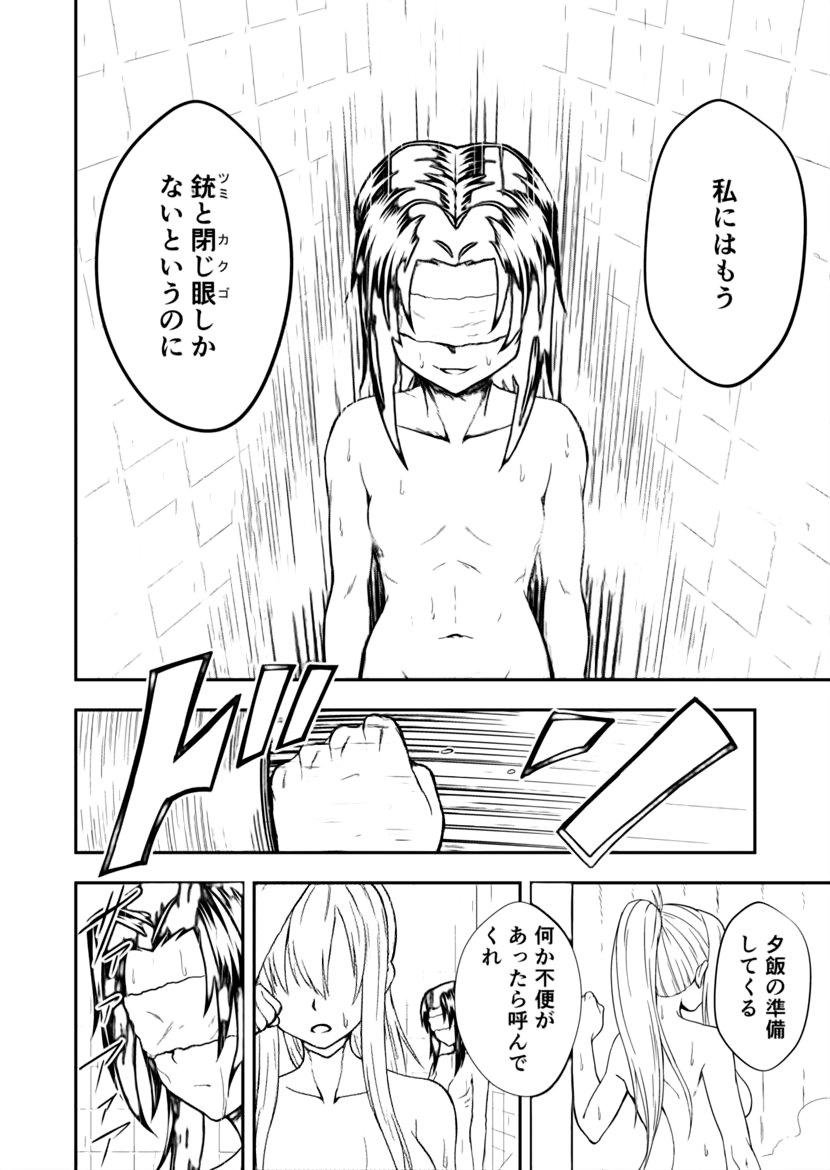 私にはもう
銃と閉じ眼しか
ツミ カクゴ
ないというのに
ドン
夕飯の準備
してくる
何か不便が
あったら呼んで
くれ